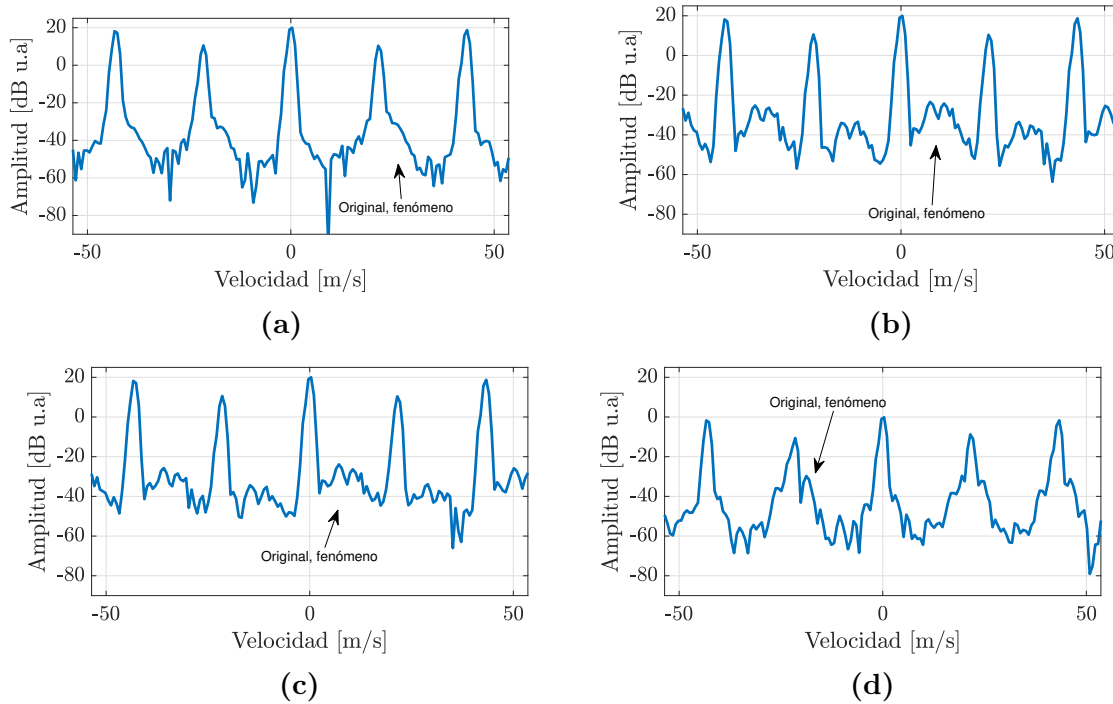 20
0
-20
-40
-60
-80
Amplitud [dB u.a]
Original, fenómeno
-50
0
50
Velocidad [m/s]
(a)
20
0
-20
-40
-60
-80
Amplitud [dB u.a]
Original, fenómeno
-50
0
50
Velocidad [m/s]
(b)
20
0
-20
-40
-60
-80
Amplitud [dB u.a]
Original, fenómeno
-50
0
50
Velocidad [m/s]
(c)
20
0
-20
-40
-60
-80
Amplitud [dB u.a]
Original, fenómeno
-50
0
50
Velocidad [m/s]
(d)